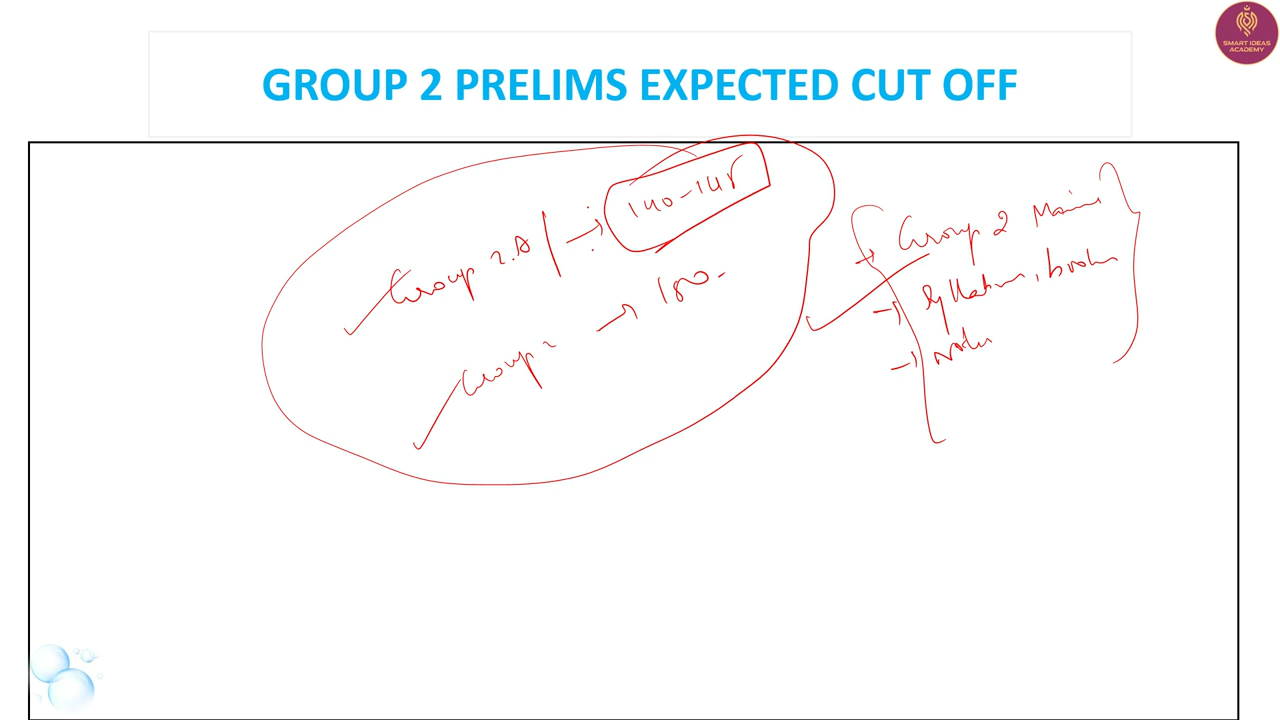 SMART IDEAS
ACADEMY
GROUP 2 PRELIMS EXPECTED CUT OFF
Group 2A → 140-145
Group 2 → 150
→ Group 2 Mains
→ Syllabus, books
→ notes